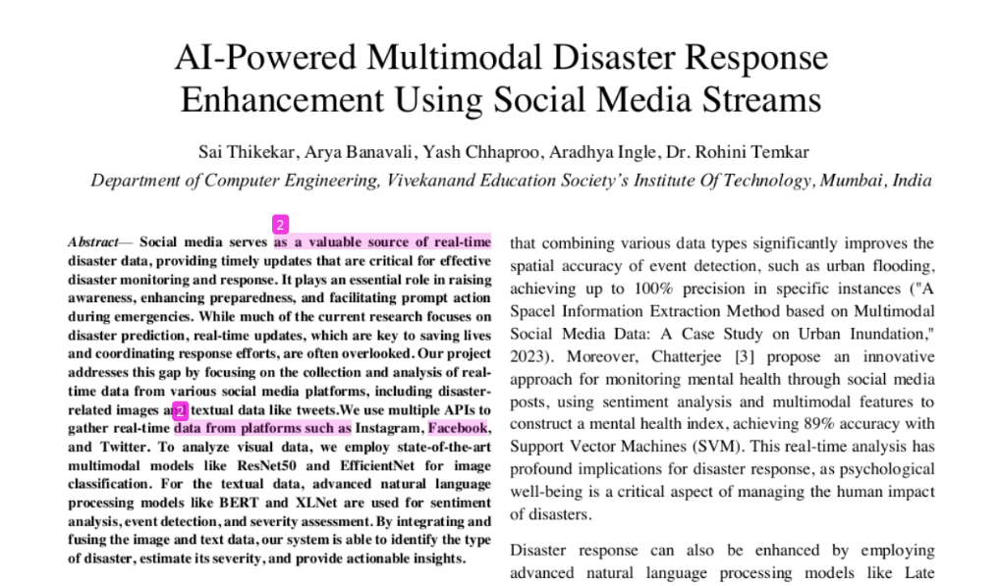 AI-Powered Multimodal Disaster Response
Enhancement Using Social Media Streams
Sai Thikekar, Arya Banavali, Yash Chhaproo, Aradhya Ingle, Dr. Rohini Temkar
Department of Computer Engineering, Vivekanand Education Society's Institute Of Technology, Mumbai, India
2
Abstract— Social media serves as a valuable source of real-time
disaster data, providing timely updates that are critical for effective
disaster monitoring and response. It plays an essential role in raising
awareness, enhancing preparedness, and facilitating prompt action
during emergencies. While much of the current research focuses on
disaster prediction, real-time updates, which are key to saving lives
and coordinating response efforts, are often overlooked. Our project
addresses this gap by focusing on the collection and analysis of real-
time data from various social media platforms, including disaster-
related images and textual data like tweets.We use multiple APIs to
2
gather real-time data from platforms such as Instagram, Facebook,
and Twitter. To analyze visual data, we employ state-of-the-art
multimodal models like ResNet50 and EfficientNet for image
classification. For the textual data, advanced natural language
processing models like BERT and XLNet are used for sentiment
analysis, event detection, and severity assessment. By integrating and
fusing the image and text data, our system is able to identify the type
of disaster, estimate its severity, and provide actionable insights.
that combining various data types significantly improves the
spatial accuracy of event detection, such as urban flooding,
achieving up to 100% precision in specific instances ("A
Spacel Information Extraction Method based on Multimodal
Social Media Data: A Case Study on Urban Inundation,"
2023). Moreover, Chatterjee [3] propose an innovative
approach for monitoring mental health through social media
posts, using sentiment analysis and multimodal features to
construct a mental health index, achieving 89% accuracy with
Support Vector Machines (SVM). This real-time analysis has
profound implications for disaster response, as psychological
well-being is a critical aspect of managing the human impact
of disasters.
Disaster response can also be enhanced by employing
advanced natural language processing models like Late